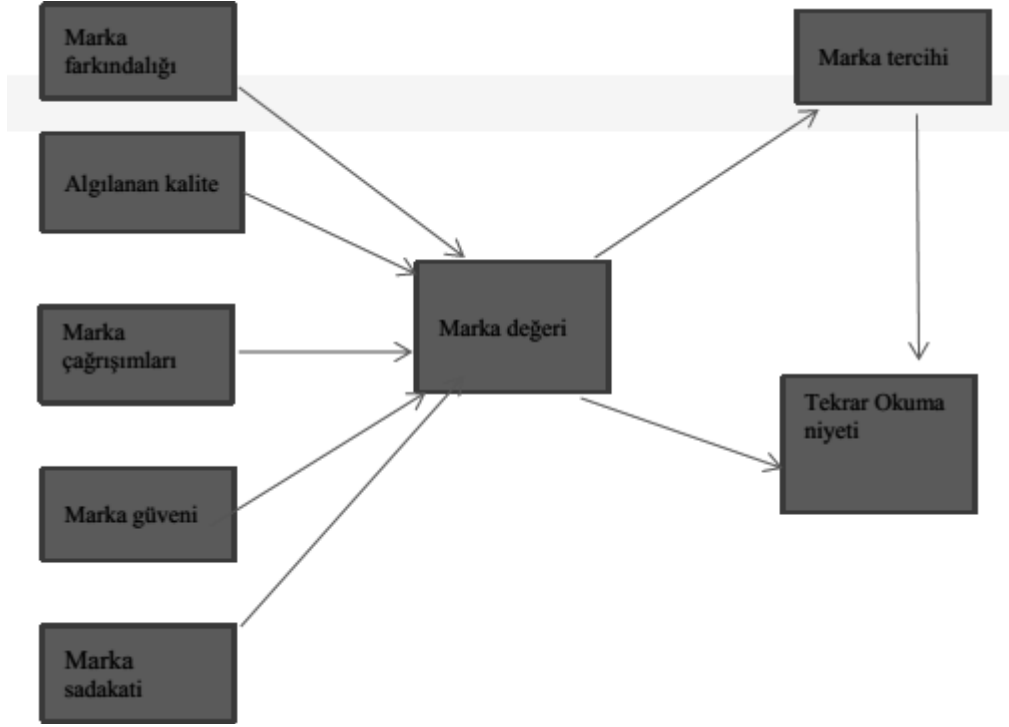 Marka
farkındalığı
Marka tercihi
Algılanan kalite
Marka değeri
Marka
çağrışımları
Tekrar Okuma
niyeti
Marka güveni
Marka
sadakati